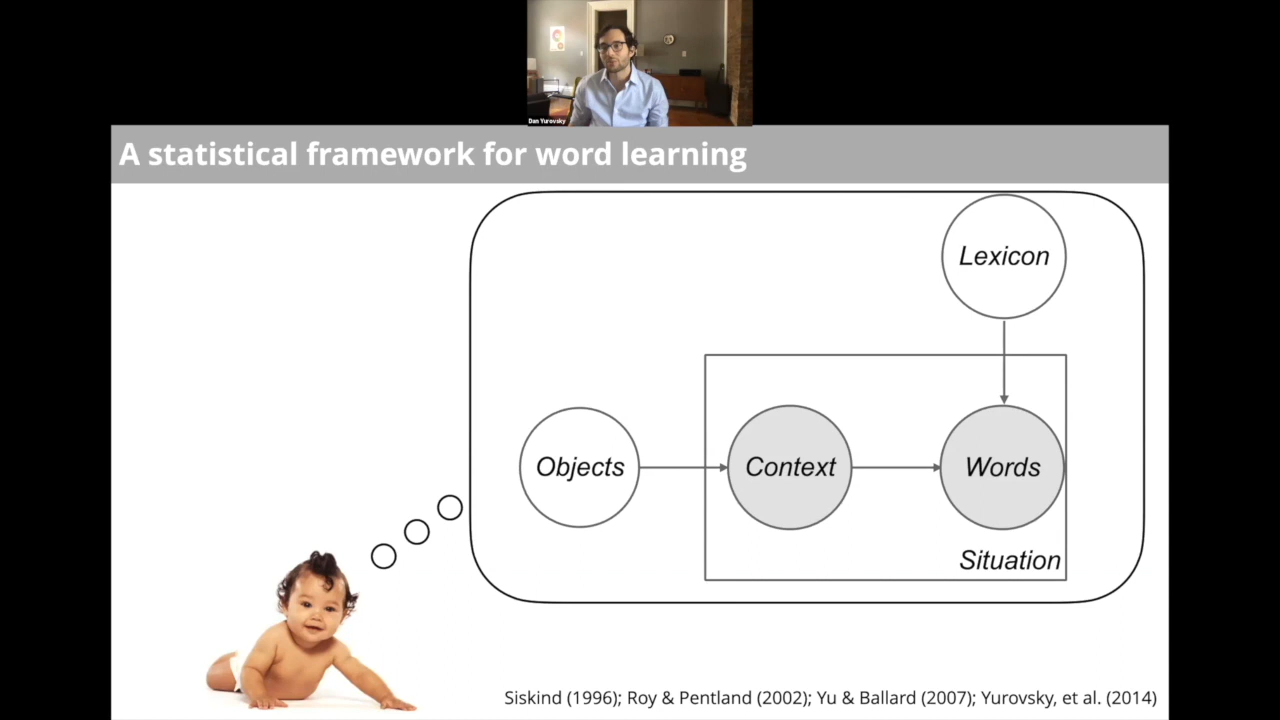 Dan Yurovsky
A statistical framework for word learning
Lexicon
Objects
Context
Words
Situation
Siskind (1996); Roy & Pentland (2002); Yu & Ballard (2007); Yurovsky, et al. (2014)